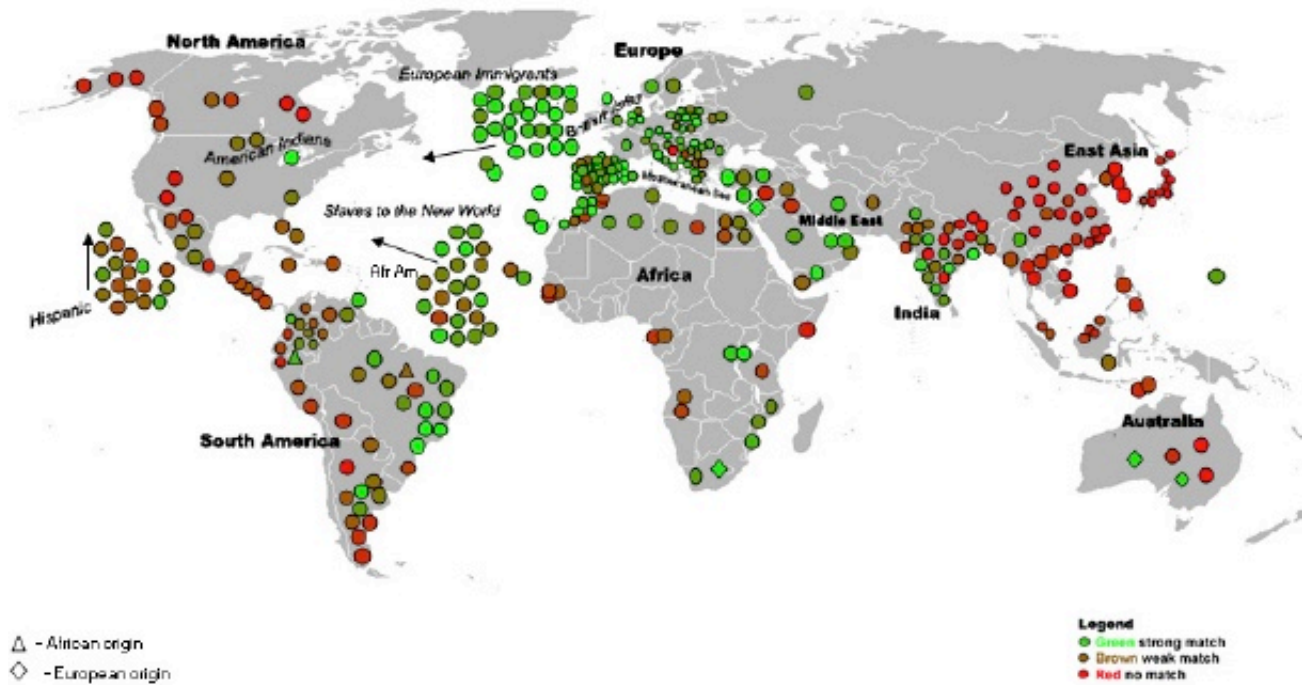 North America
Europe
European Immigrants
East Asia
American Indians
Mediterranean Sea
Slaves to the New World
Middle East
Afr Am
Africa
Hispanic
India
South America
Australia
△ - African origin
◇ - European origin
Legend
Green strong match
Brown weak match
Red no match